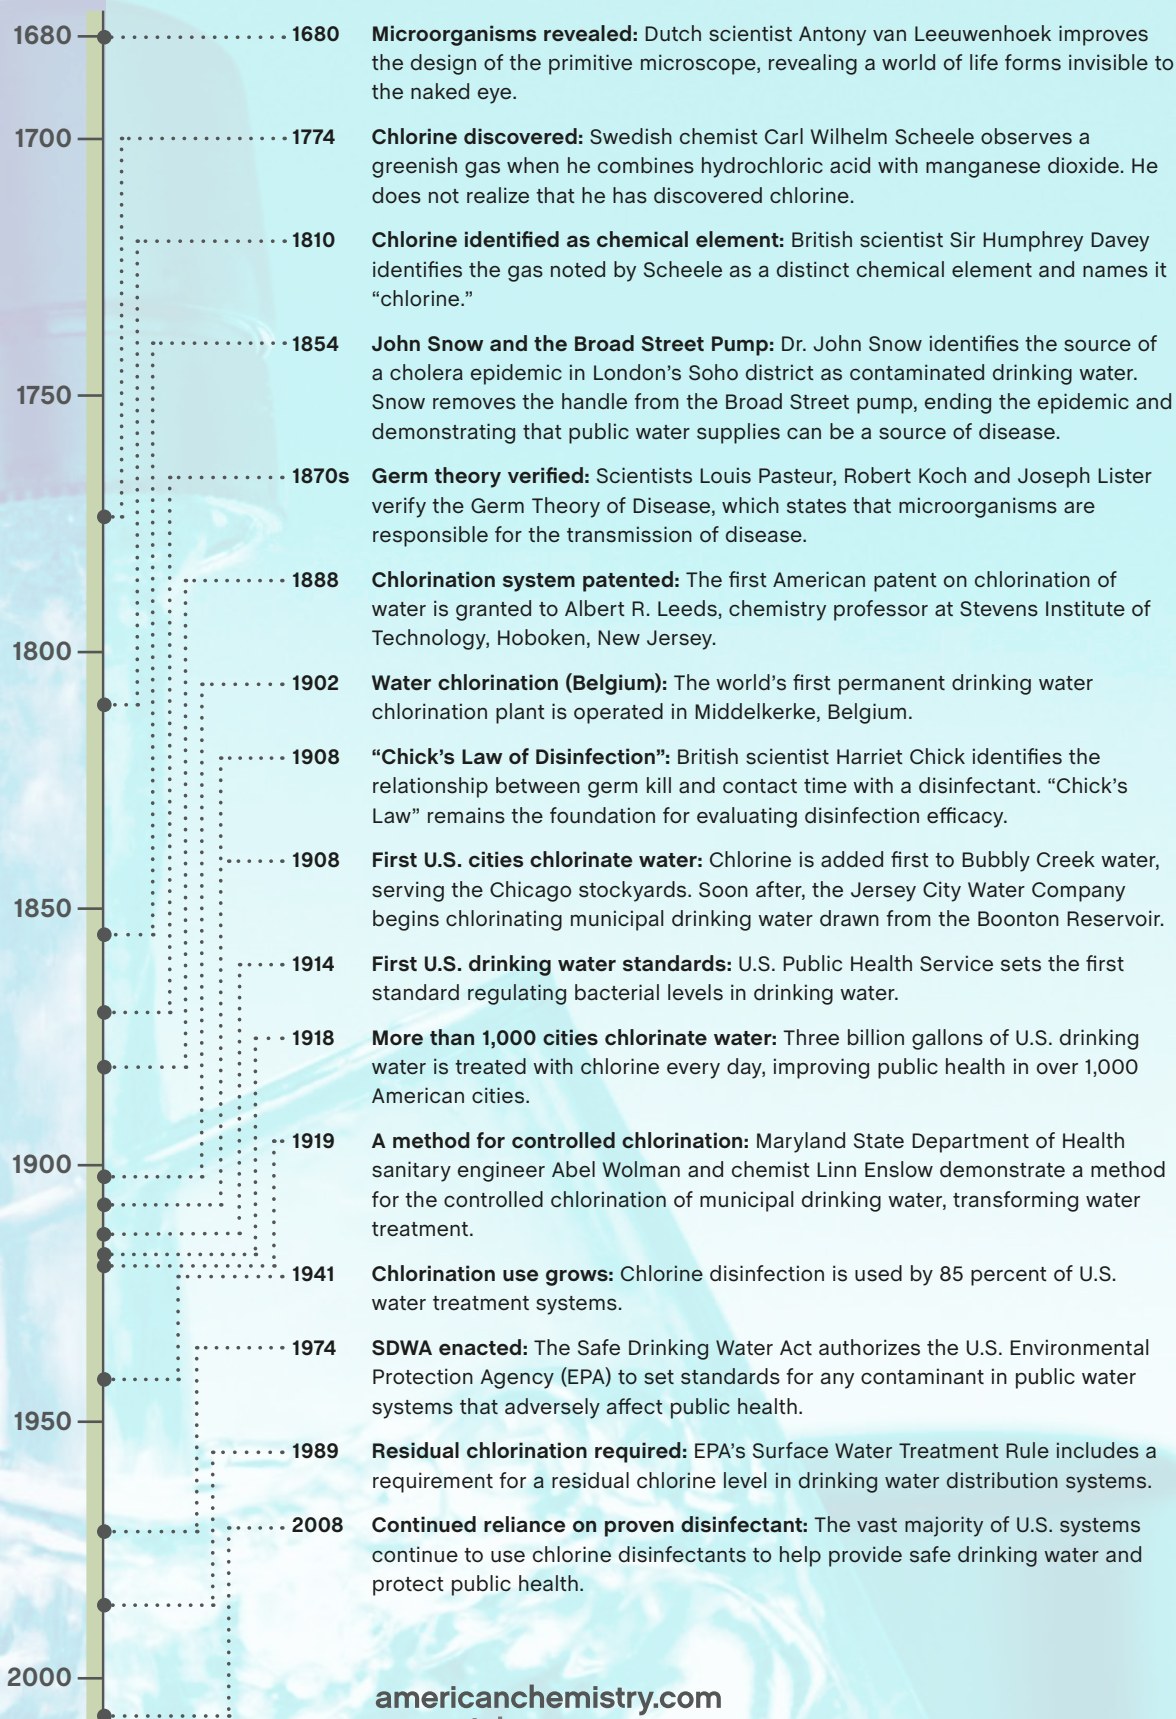 1680
1680 Microorganisms revealed: Dutch scientist Antony van Leeuwenhoek improves
the design of the primitive microscope, revealing a world of life forms invisible to
the naked eye.
1700
1774 Chlorine discovered: Swedish chemist Carl Wilhelm Scheele observes a
greenish gas when he combines hydrochloric acid with manganese dioxide. He
does not realize that he has discovered chlorine.
1810 Chlorine identified as chemical element: British scientist Sir Humphrey Davey
identifies the gas noted by Scheele as a distinct chemical element and names it
“chlorine.”
1854 John Snow and the Broad Street Pump: Dr. John Snow identifies the source of
a cholera epidemic in London’s Soho district as contaminated drinking water.
1750
Snow removes the handle from the Broad Street pump, ending the epidemic and
demonstrating that public water supplies can be a source of disease.
1870s Germ theory verified: Scientists Louis Pasteur, Robert Koch and Joseph Lister
verify the Germ Theory of Disease, which states that microorganisms are
responsible for the transmission of disease.
1888 Chlorination system patented: The first American patent on chlorination of
water is granted to Albert R. Leeds, chemistry professor at Stevens Institute of
Technology, Hoboken, New Jersey.
1800
1902 Water chlorination (Belgium): The world’s first permanent drinking water
chlorination plant is operated in Middelkerke, Belgium.
1908 “Chick’s Law of Disinfection”: British scientist Harriet Chick identifies the
relationship between germ kill and contact time with a disinfectant. “Chick’s
Law” remains the foundation for evaluating disinfection efficacy.
1908 First U.S. cities chlorinate water: Chlorine is added first to Bubbly Creek water,
serving the Chicago stockyards. Soon after, the Jersey City Water Company
1850
begins chlorinating municipal drinking water drawn from the Boonton Reservoir.
1914 First U.S. drinking water standards: U.S. Public Health Service sets the first
standard regulating bacterial levels in drinking water.
1918 More than 1,000 cities chlorinate water: Three billion gallons of U.S. drinking
water is treated with chlorine every day, improving public health in over 1,000
American cities.
1919 A method for controlled chlorination: Maryland State Department of Health
1900
sanitary engineer Abel Wolman and chemist Linn Enslow demonstrate a method
for the controlled chlorination of municipal drinking water, transforming water
treatment.
1941 Chlorination use grows: Chlorine disinfection is used by 85 percent of U.S.
water treatment systems.
1974 SDWA enacted: The Safe Drinking Water Act authorizes the U.S. Environmental
Protection Agency (EPA) to set standards for any contaminant in public water
systems that adversely affect public health.
1950
1989 Residual chlorination required: EPA’s Surface Water Treatment Rule includes a
requirement for a residual chlorine level in drinking water distribution systems.
2008 Continued reliance on proven disinfectant: The vast majority of U.S. systems
continue to use chlorine disinfectants to help provide safe drinking water and
protect public health.
2000
americanchemistry.com